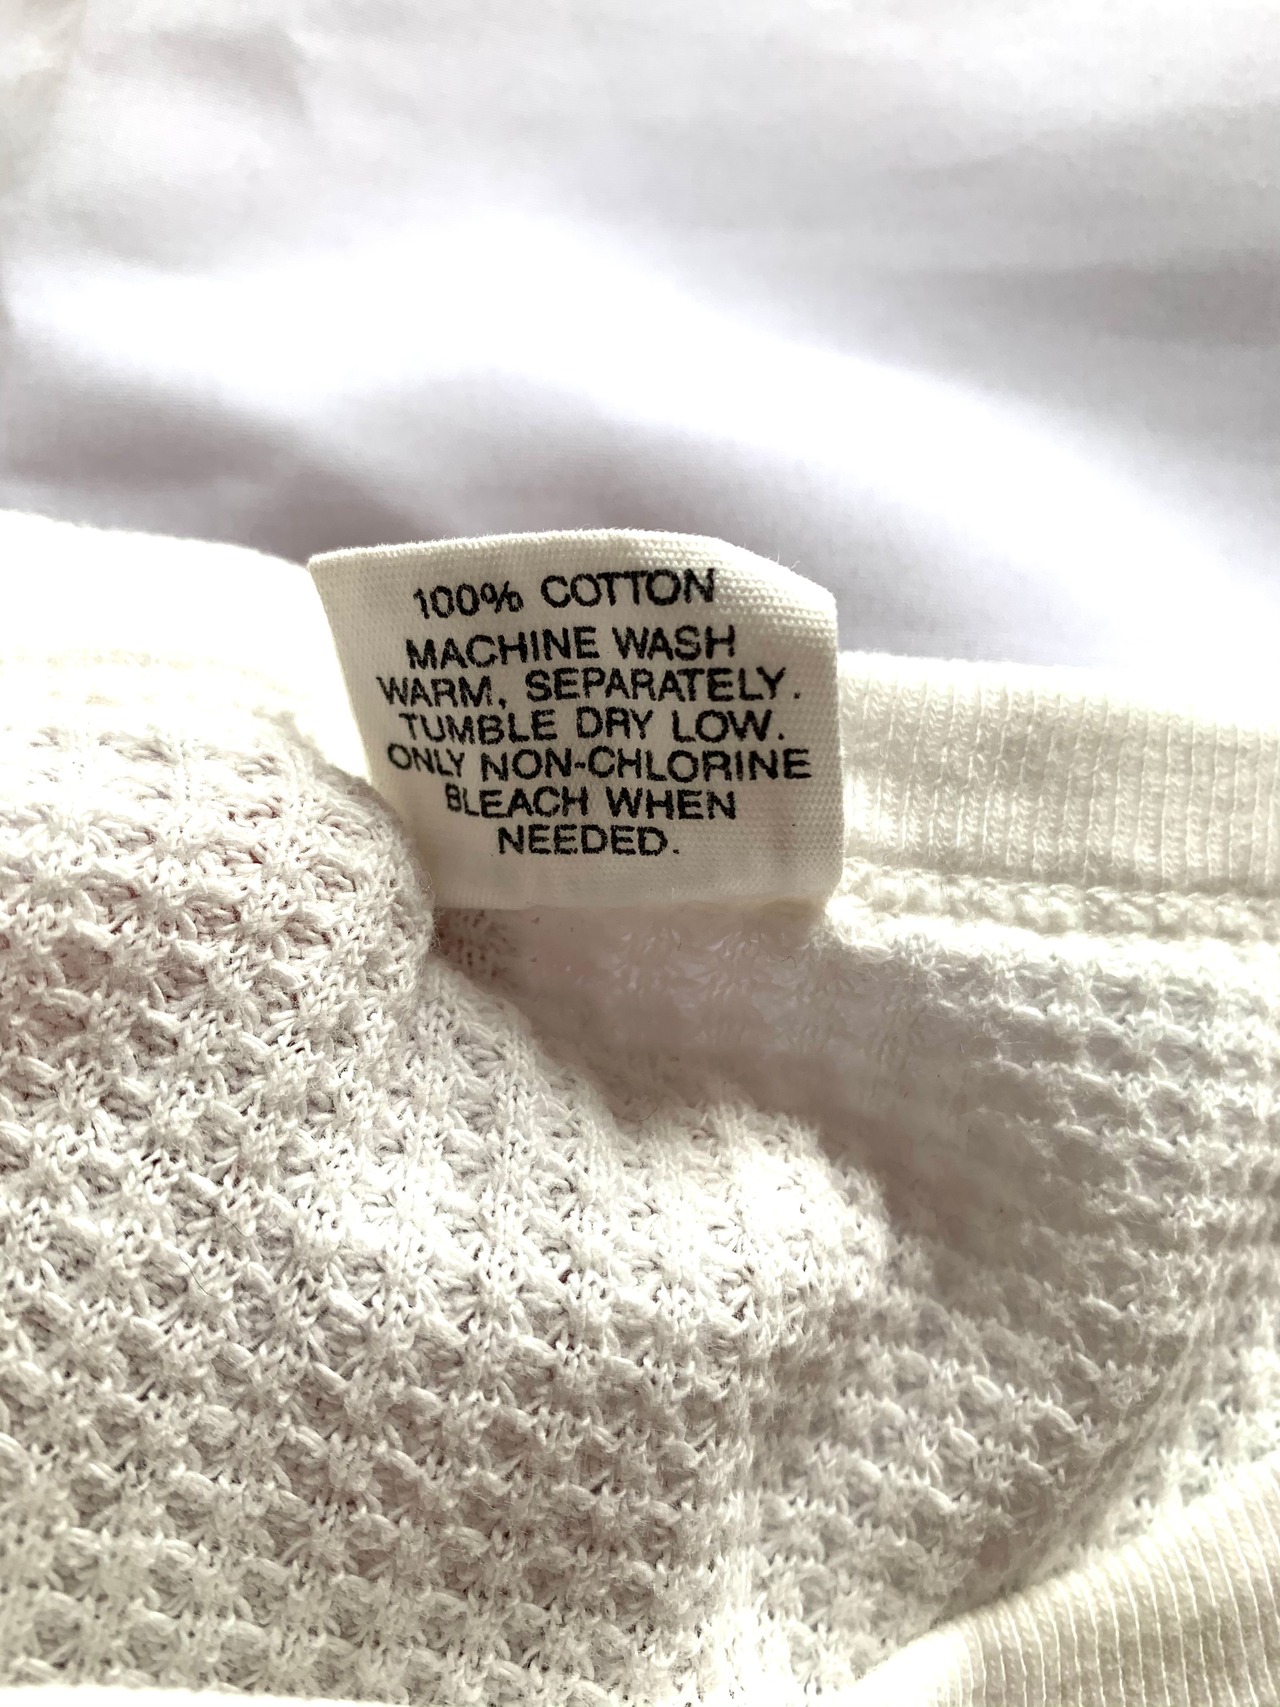 100% COTTON
MACHINE WASH
WARM, SEPARATELY.
TUMBLE DRY LOW.
ONLY NON-CHLORINE
BLEACH WHEN
NEEDED.